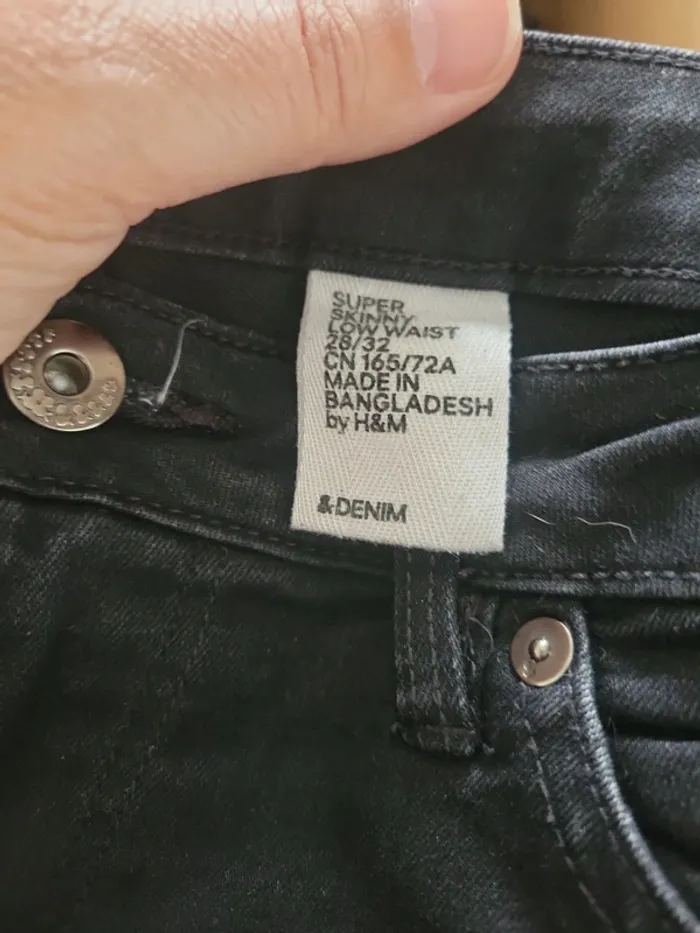 SUPER
SKINNY
LOW WAIST
28/32
CN 165/72A
MADE IN
BANGLADESH
by H&M
&DENIM